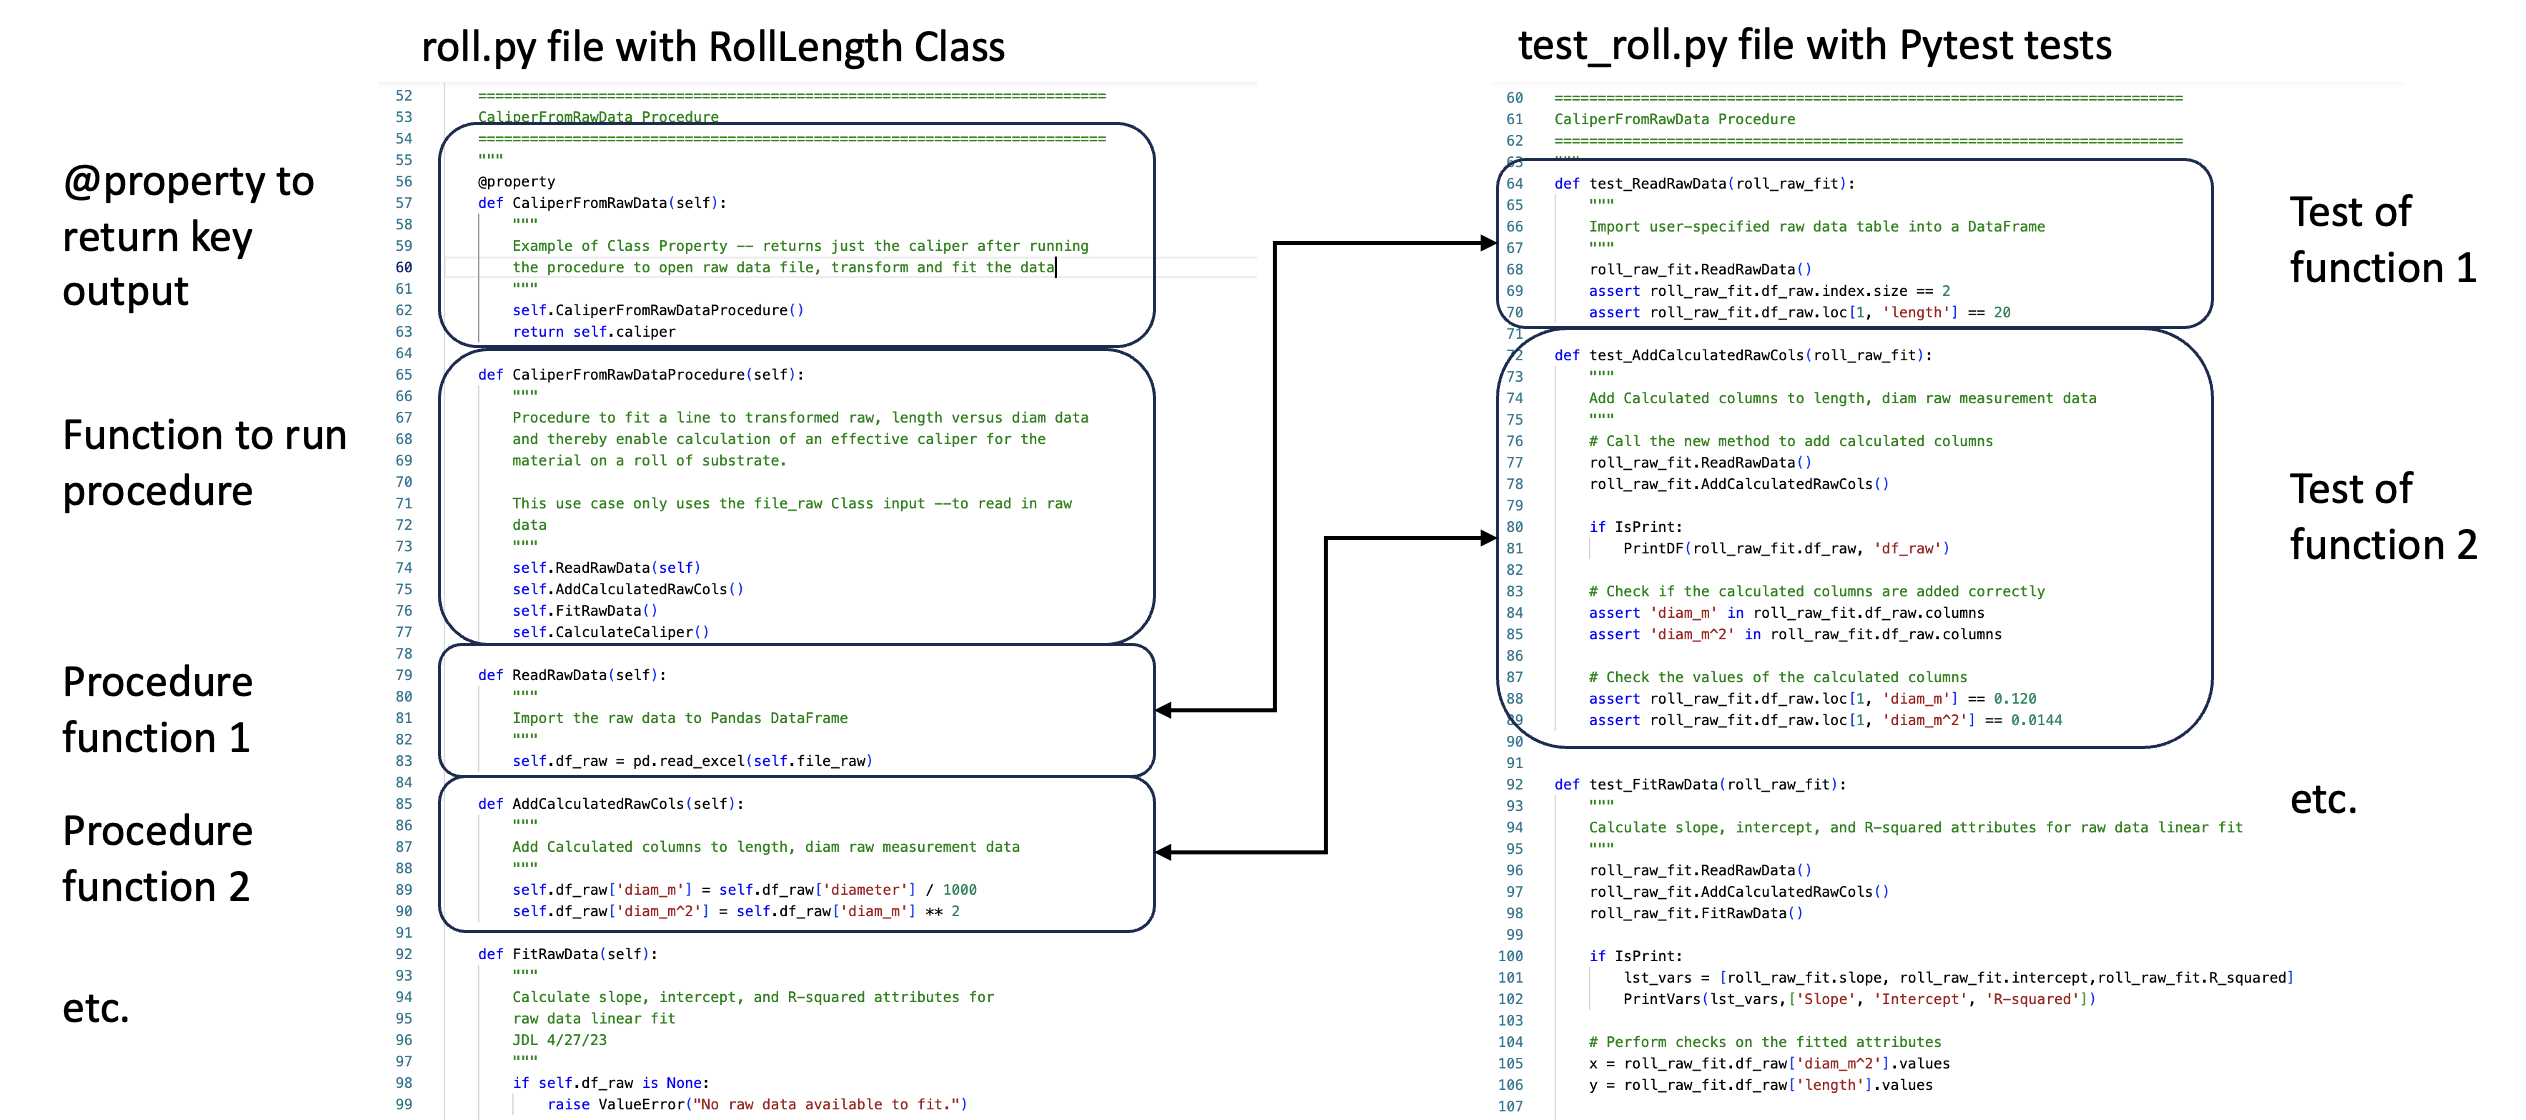 roll.py file with RollLength Class
@property to
return key
output
Function to run
procedure
Procedure
function 1
Procedure
function 2
etc.
52 =========================================================================
53 CaliperFromRawData Procedure
54 =========================================================================
55 """
56 @property
57 def CaliperFromRawData(self):
58 """
59 Example of Class Property -- returns just the caliper after running
60 the procedure to open raw data file, transform and fit the data
61 """
62 self.CaliperFromRawDataProcedure()
63 return self.caliper
64
65 def CaliperFromRawDataProcedure(self):
66 """
67 Procedure to fit a line to transformed raw, length versus diam data
68 and thereby enable calculation of an effective caliper for the
69 material on a roll of substrate.
70
71 This use case only uses the file_raw Class input --to read in raw
72 data
73 """
74 self.ReadRawData(self)
75 self.AddCalculatedRawCols()
76 self.FitRawData()
77 self.CalculateCaliper()
78
79 def ReadRawData(self):
80 """
81 Import the raw data to Pandas DataFrame
82 """
83 self.df_raw = pd.read_excel(self.file_raw)
84
85 def AddCalculatedRawCols(self):
86 """
87 Add Calculated columns to length, diam raw measurement data
88 """
89 self.df_raw['diam_m'] = self.df_raw['diameter'] / 1000
90 self.df_raw['diam_m^2'] = self.df_raw['diam_m'] ** 2
91
92 def FitRawData(self):
93 """
94 Calculate slope, intercept, and R-squared attributes for
95 raw data linear fit
96 JDL 4/27/23
97 """
98 if self.df_raw is None:
99 raise ValueError("No raw data available to fit.")
test_roll.py file with Pytest tests
60 =========================================================================
61 CaliperFromRawData Procedure
62 =========================================================================
63 """
64 def test_ReadRawData(roll_raw_fit):
65 """
66 Import user-specified raw data table into a DataFrame
67 """
68 roll_raw_fit.ReadRawData()
69 assert roll_raw_fit.df_raw.index.size == 2
70 assert roll_raw_fit.df_raw.loc[1, 'length'] == 20
71
72 def test_AddCalculatedRawCols(roll_raw_fit):
73 """
74 Add Calculated columns to length, diam raw measurement data
75 """
76 # Call the new method to add calculated columns
77 roll_raw_fit.ReadRawData()
78 roll_raw_fit.AddCalculatedRawCols()
79
80 if IsPrint:
81 PrintDF(roll_raw_fit.df_raw, 'df_raw')
82
83 # Check if the calculated columns are added correctly
84 assert 'diam_m' in roll_raw_fit.df_raw.columns
85 assert 'diam_m^2' in roll_raw_fit.df_raw.columns
86
87 # Check the values of the calculated columns
88 assert roll_raw_fit.df_raw.loc[1, 'diam_m'] == 0.120
89 assert roll_raw_fit.df_raw.loc[1, 'diam_m^2'] == 0.0144
90
91
92 def test_FitRawData(roll_raw_fit):
93 """
94 Calculate slope, intercept, and R-squared attributes for raw data linear fit
95 """
96 roll_raw_fit.ReadRawData()
97 roll_raw_fit.AddCalculatedRawCols()
98 roll_raw_fit.FitRawData()
99
100 if IsPrint:
101 lst_vars = [roll_raw_fit.slope, roll_raw_fit.intercept,roll_raw_fit.R_squared]
102 PrintVars(lst_vars,['Slope', 'Intercept', 'R-squared'])
103
104 # Perform checks on the fitted attributes
105 x = roll_raw_fit.df_raw['diam_m^2'].values
106 y = roll_raw_fit.df_raw['length'].values
107
Test of
function 1
Test of
function 2
etc.